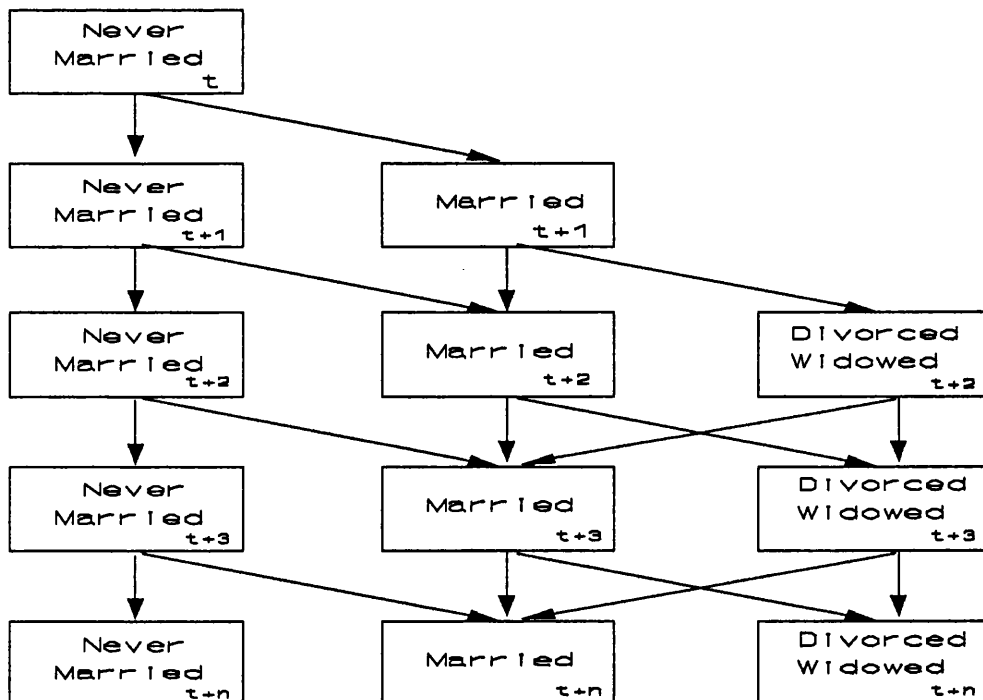 Never
Married
t
Never
Married
t+1
Married
t+1
Never
Married
t+2
Married
t+2
Divorced
Widowed
t+2
Never
Married
t+3
Married
t+3
Divorced
Widowed
t+3
Never
Married
t+n
Married
t+n
Divorced
Widowed
t+n